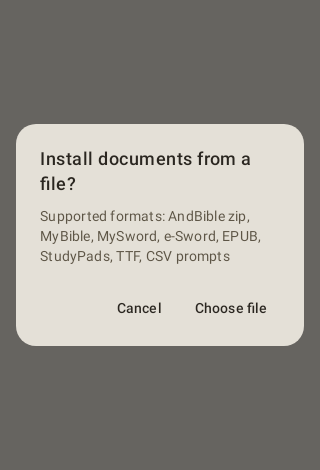 Install documents from a
file?
Supported formats: AndBible zip,
MyBible, MySword, e-Sword, EPUB,
StudyPads, TTF, CSV prompts
Cancel
Choose file